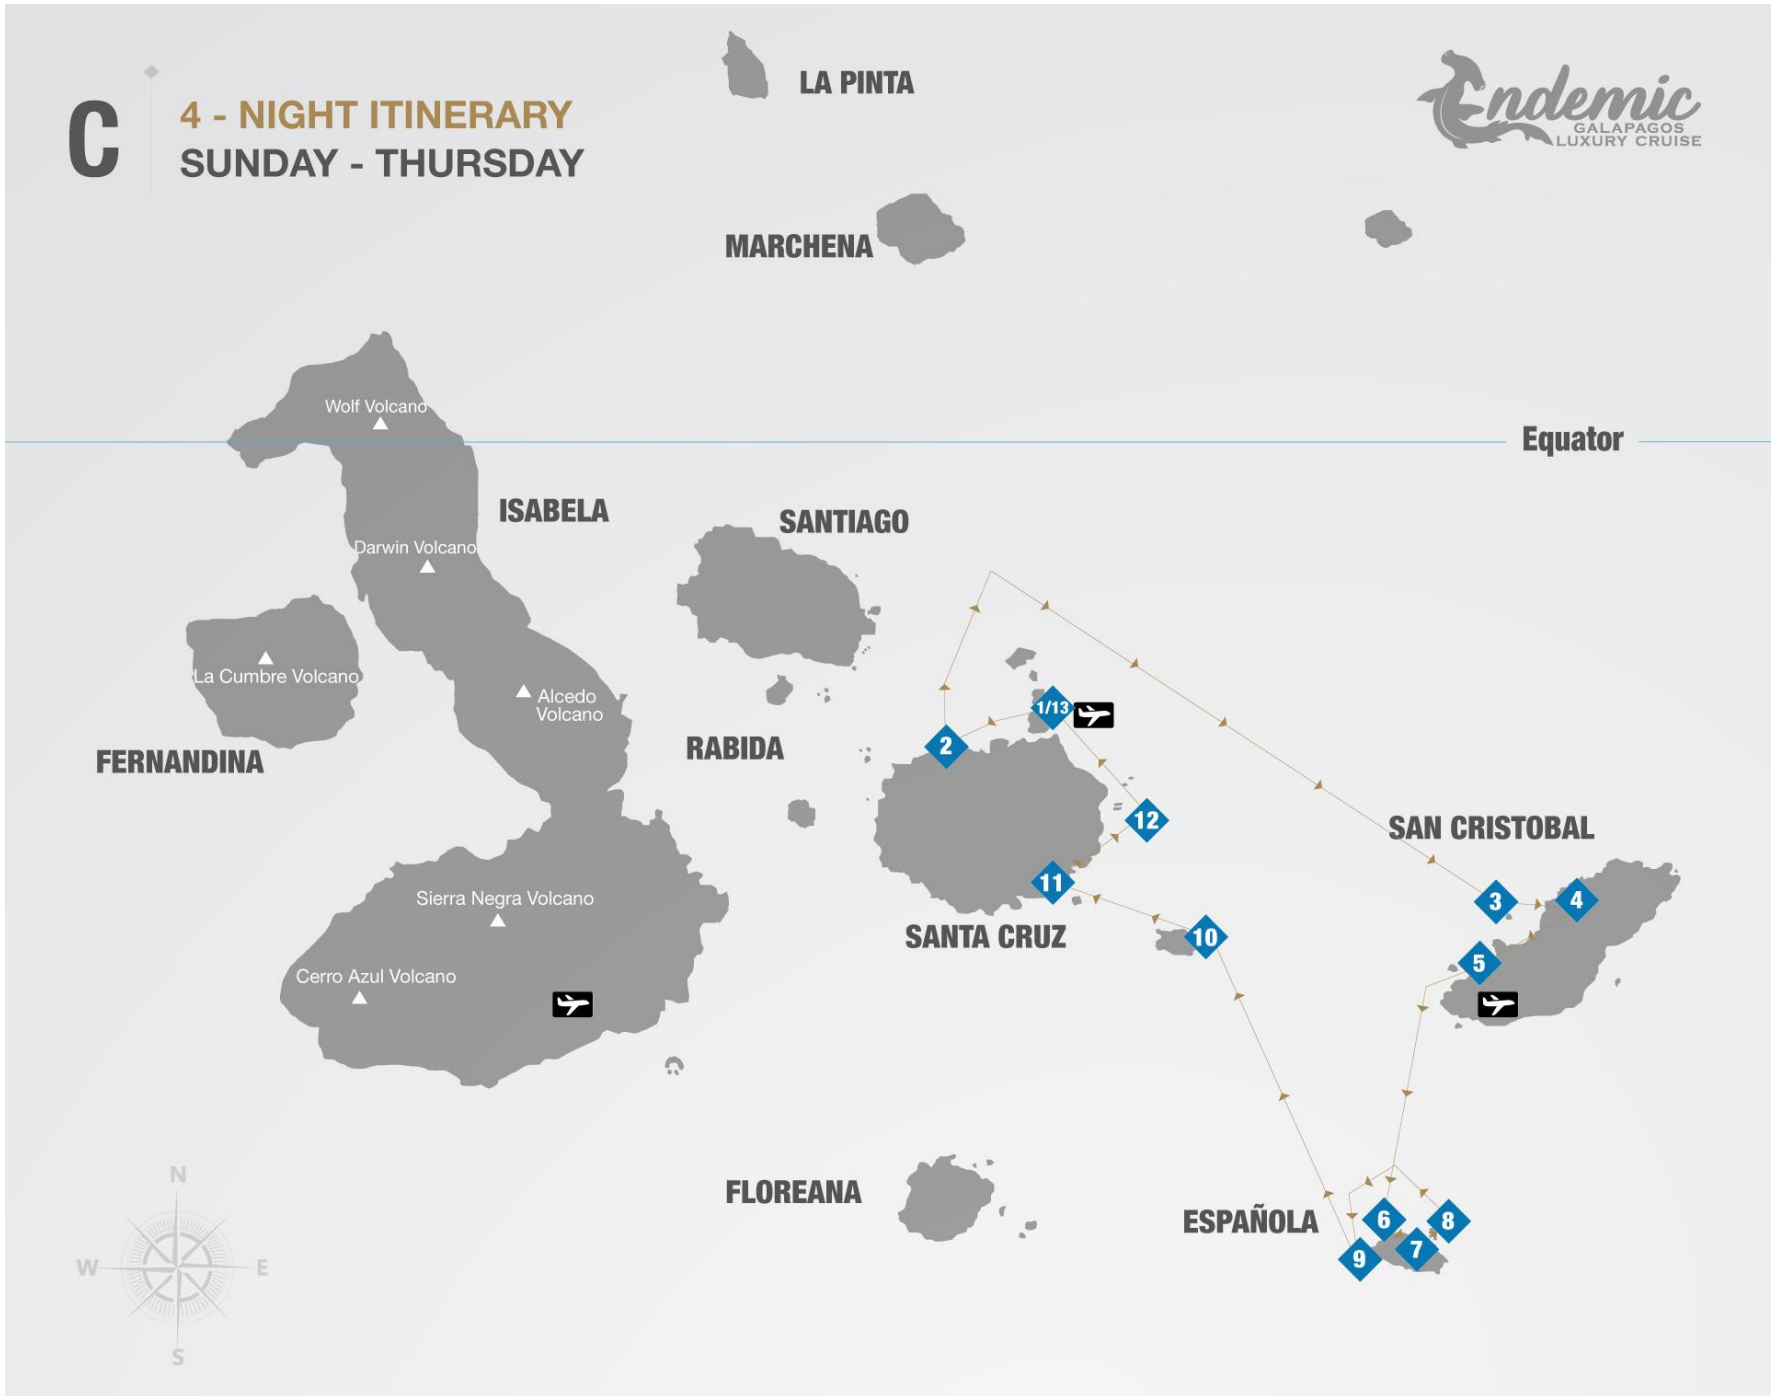 C
4 - NIGHT ITINERARY
SUNDAY - THURSDAY
LA PINTA
Endemic
GALAPAGOS
LUXURY CRUISE
MARCHENA
Wolf Volcano
Equator
ISABELA
SANTIAGO
Darwin Volcano
La Cumbre Volcano
Alcedo
Volcano
1/13
2
RABIDA
FERNANDINA
12
SAN CRISTOBAL
11
3
4
Sierra Negra Volcano
SANTA CRUZ
10
5
Cerro Azul Volcano
N
W
E
S
FLOREANA
ESPAÑOLA
6
8
7
9